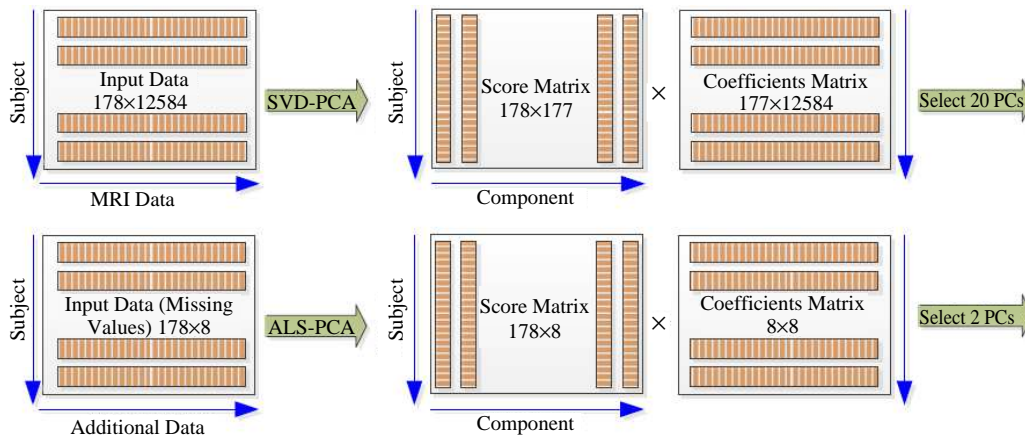 Subject
Input Data
178×12584
MRI Data
SVD-PCA
Subject
Score Matrix
178×177
Component
×
Coefficients Matrix
177×12584
Select 20 PCs
Subject
Input Data (Missing
Values) 178×8
Additional Data
ALS-PCA
Subject
Score Matrix
178×8
Component
×
Coefficients Matrix
8×8
Select 2 PCs